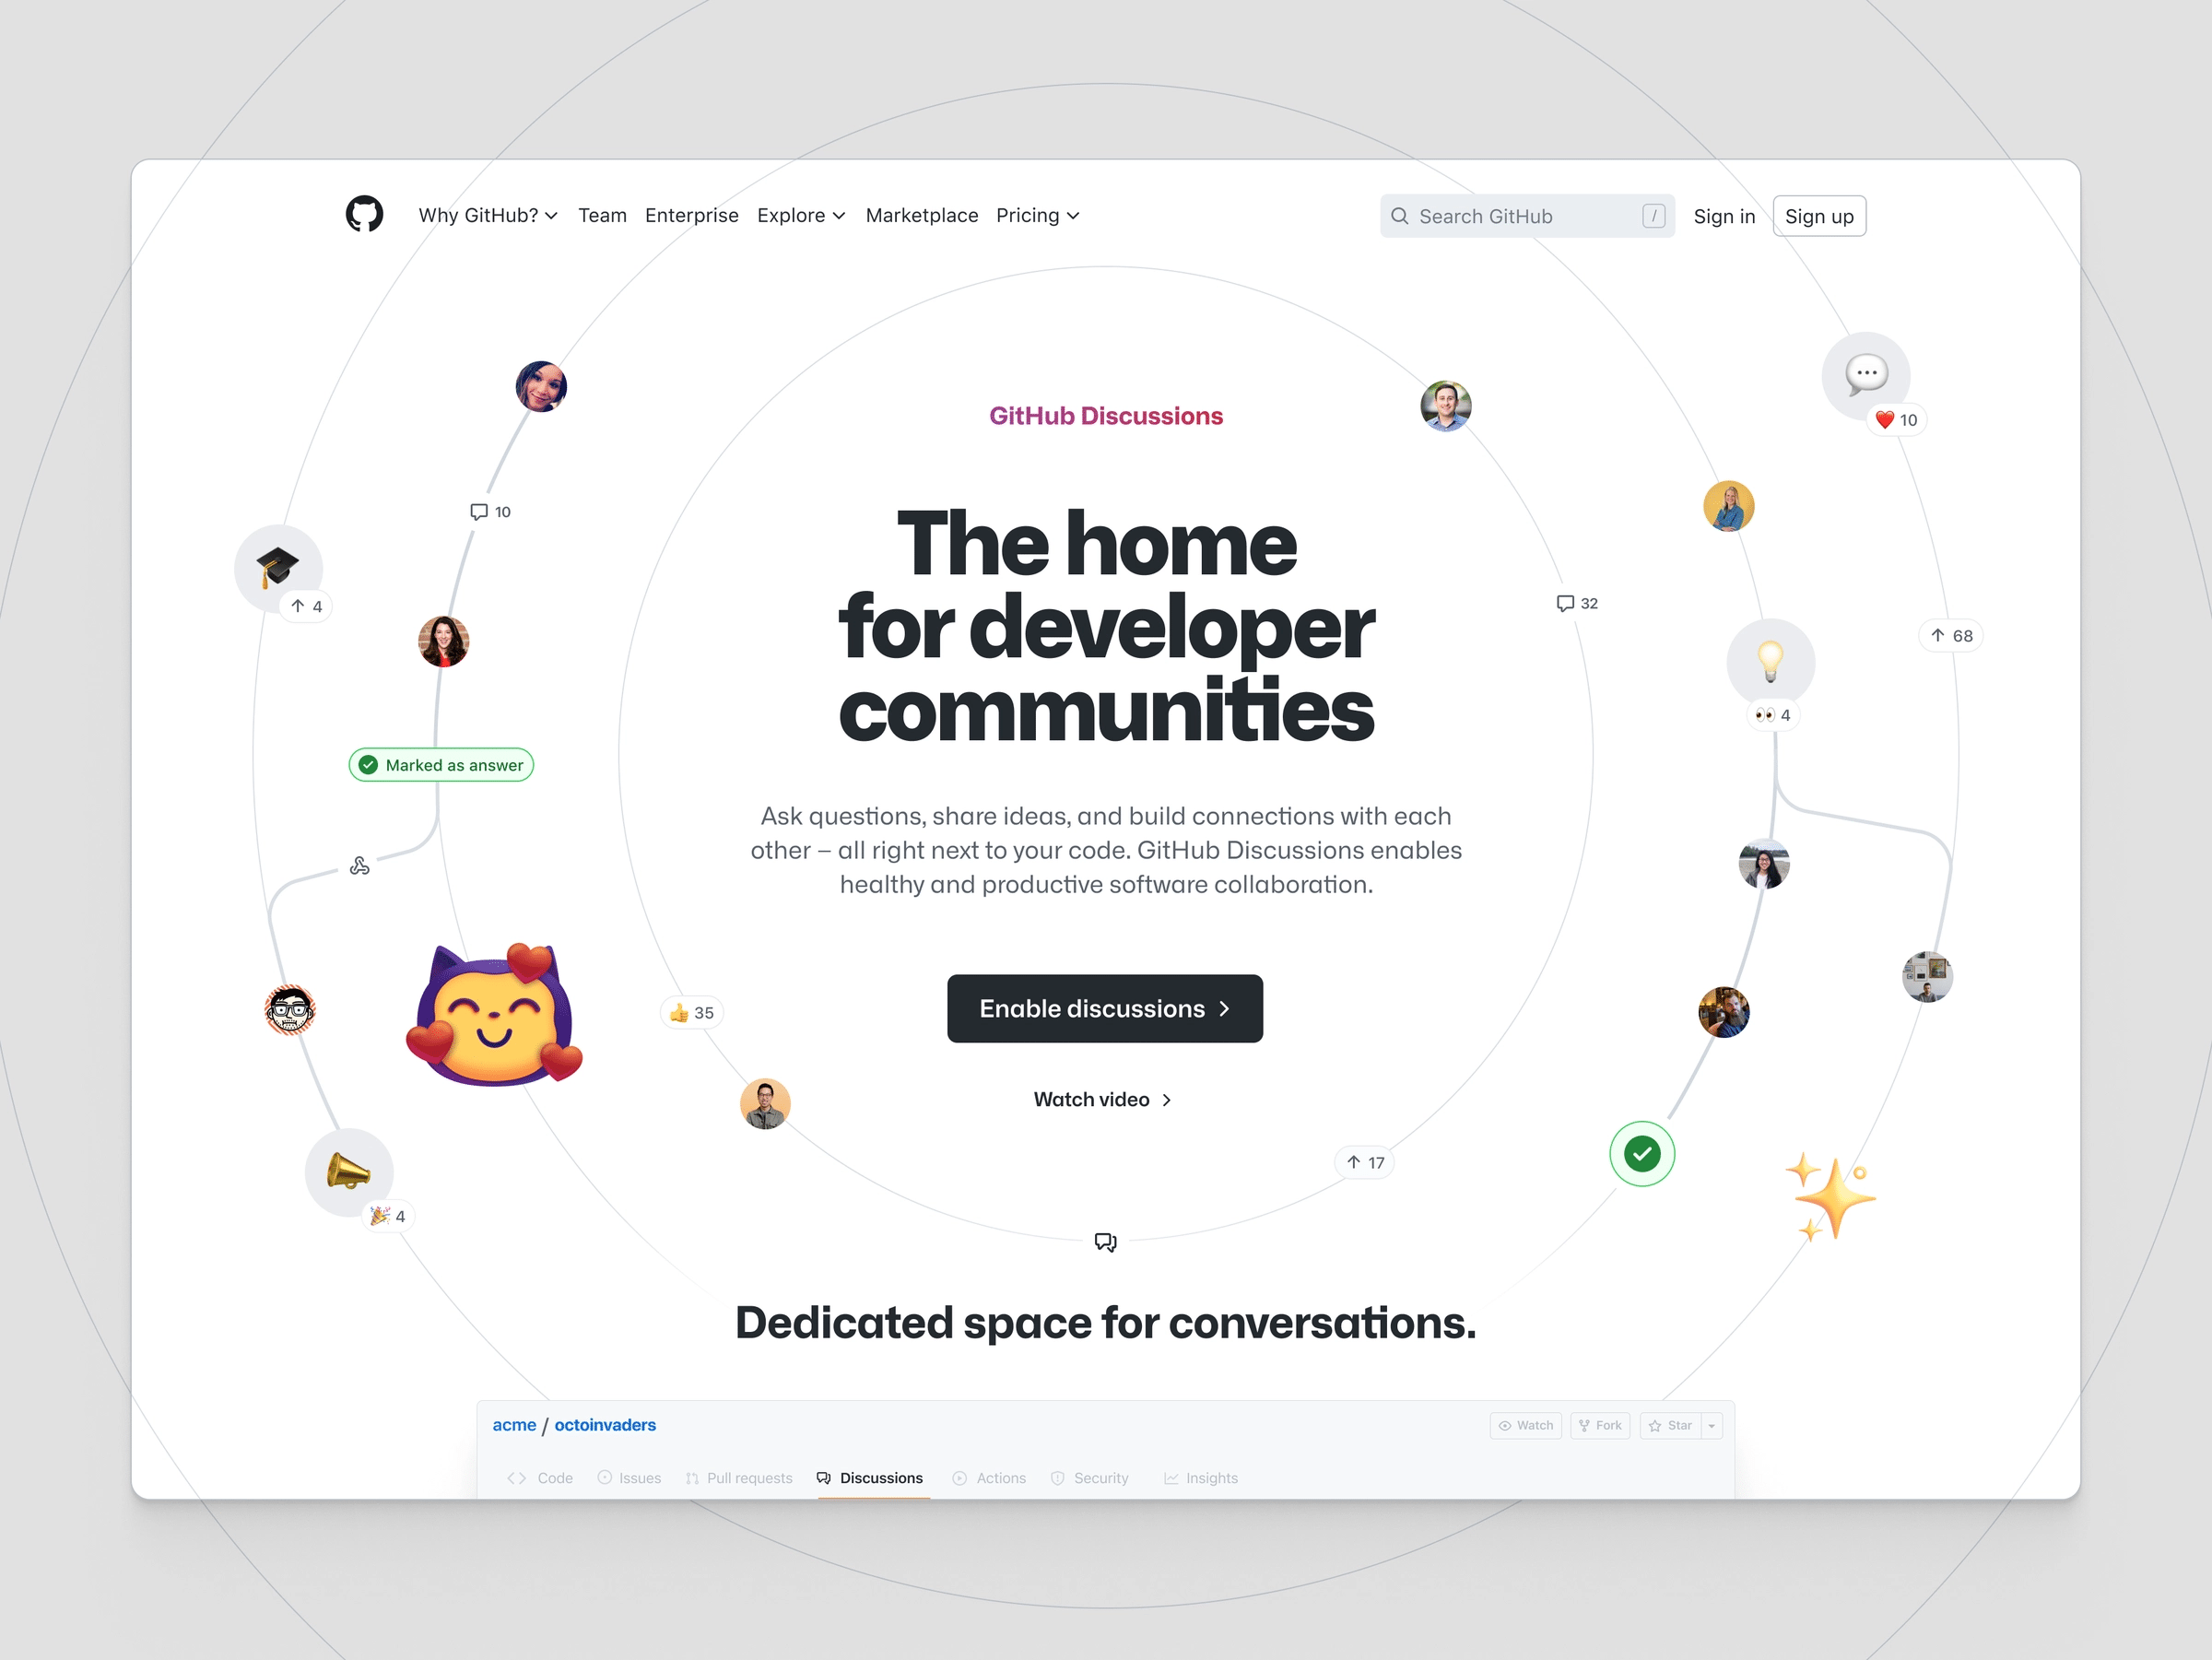 Why GitHub? Team Enterprise Explore Marketplace Pricing Search GitHub / Sign in Sign up
10
GitHub Discussions
10
The home
for developer
communities
32
4
68
4
Marked as answer
Ask questions, share ideas, and build connections with each
other – all right next to your code. GitHub Discussions enables
healthy and productive software collaboration.
35
Enable discussions
Watch video
17
4
Dedicated space for conversations.
acme / octoinvaders Watch Fork Star
Code Issues Pull requests Discussions Actions Security Insights